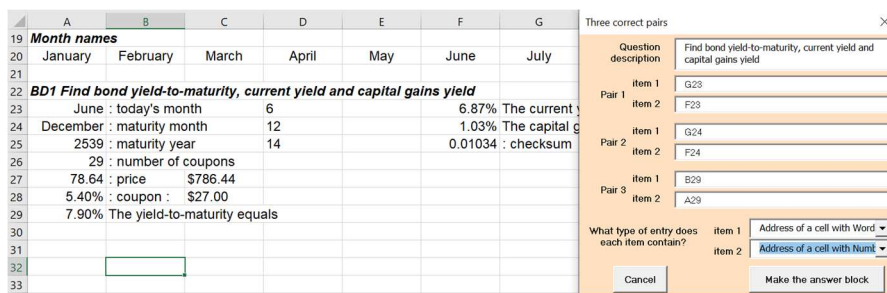 A B C D E F G
19 Month names
20 January February March April May June July
21
22 BD1 Find bond yield-to-maturity, current yield and capital gains yield
23 June : today's month 6 6.87% The current
24 December : maturity month 12 1.03% The capital
25 2539 : maturity year 14 0.01034 : checksum
26 29 : number of coupons
27 78.64 : price $786.44
28 5.40% : coupon : $27.00
29 7.90% The yield-to-maturity equals
30
31
32
33
Three correct pairs
Question description
Find bond yield-to-maturity, current yield and
capital gains yield
Pair 1
item 1 G23
item 2 F23
Pair 2
item 1 G24
item 2 F24
Pair 3
item 1 B29
item 2 A29
What type of entry does
each item contain?
item 1 Address of a cell with Word
item 2 Address of a cell with Numb
Cancel Make the answer block